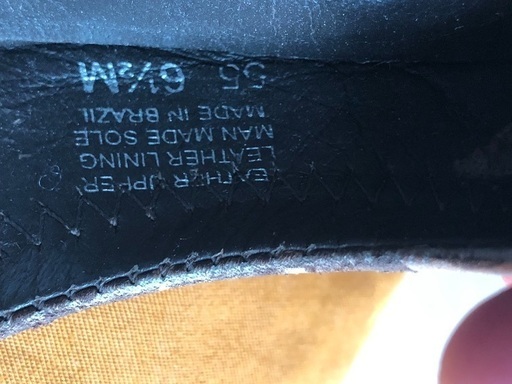 LEATHER UPPER
LEATHER LINING
MAN MADE SOLE
MADE IN BRAZIL
55 6½M